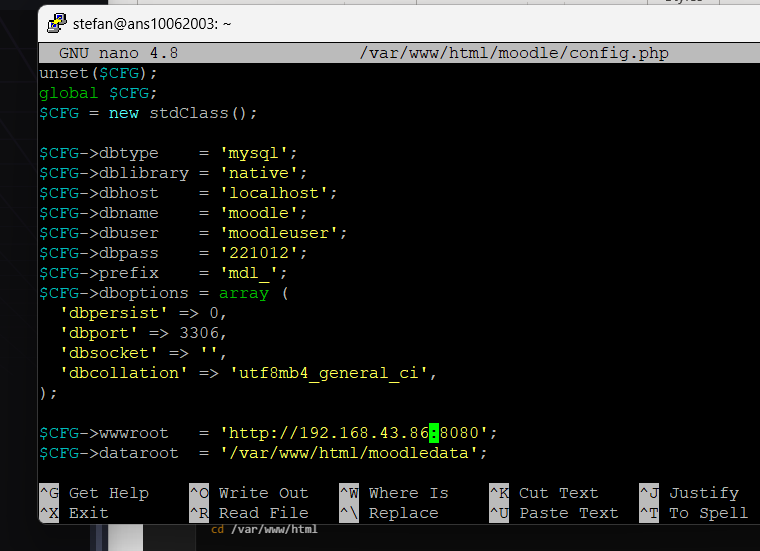 stefan@ans10062003: ~
GNU nano 4.8 /var/www/html/moodle/config.php
unset($CFG);
global $CFG;
$CFG = new stdClass();
$CFG->dbtype    = 'mysql';
$CFG->dblibrary = 'native';
$CFG->dbhost    = 'localhost';
$CFG->dbname    = 'moodle';
$CFG->dbuser    = 'moodleuser';
$CFG->dbpass    = '221012';
$CFG->prefix    = 'mdl_';
$CFG->dboptions = array (
  'dbpersist' => 0,
  'dbport' => 3306,
  'dbsocket' => '',
  'dbcollation' => 'utf8mb4_general_ci',
);
$CFG->wwwroot   = 'http://192.168.43.86:8080';
$CFG->dataroot  = '/var/www/html/moodledata';
^G Get Help ^O Write Out ^W Where Is ^K Cut Text ^J Justify
^X Exit ^R Read File ^\ Replace ^U Paste Text ^T To Spell
cd /var/www/html